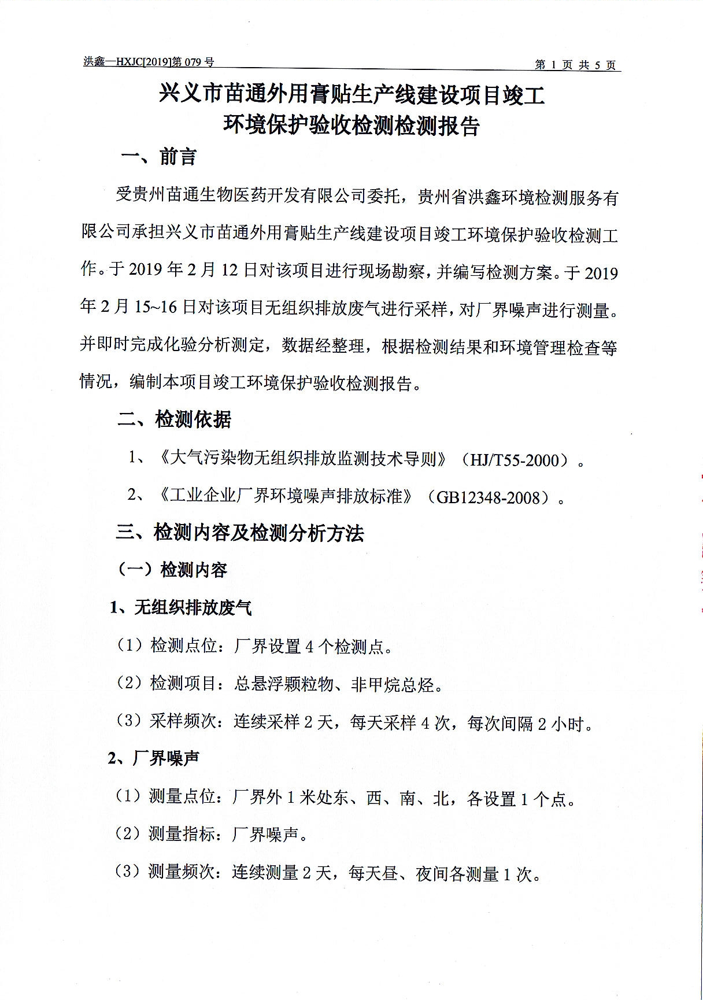 洪鑫—HXJC[2019]第 079 号
第 1 页 共 5 页
兴义市苗通外用膏贴生产线建设项目竣工
环境保护验收检测检测报告
一、前言
受贵州苗通生物医药开发有限公司委托，贵州省洪鑫环境检测服务有
限公司承担兴义市苗通外用膏贴生产线建设项目竣工环境保护验收检测工
作。于 2019 年 2 月 12 日对该项目进行现场勘察，并编写检测方案。于 2019
年 2 月 15~16 日对该项目无组织排放废气进行采样，对厂界噪声进行测量。
并即时完成化验分析测定，数据经整理，根据检测结果和环境管理检查等
情况，编制本项目竣工环境保护验收检测报告。
二、检测依据
1、《大气污染物无组织排放监测技术导则》（HJ/T55-2000）。
2、《工业企业厂界环境噪声排放标准》（GB12348-2008）。
三、检测内容及检测分析方法
（一）检测内容
1、无组织排放废气
（1）检测点位：厂界设置 4 个检测点。
（2）检测项目：总悬浮颗粒物、非甲烷总烃。
（3）采样频次：连续采样 2 天，每天采样 4 次，每次间隔 2 小时。
2、厂界噪声
（1）测量点位：厂界外 1 米处东、西、南、北，各设置 1 个点。
（2）测量指标：厂界噪声。
（3）测量频次：连续测量 2 天，每天昼、夜间各测量 1 次。